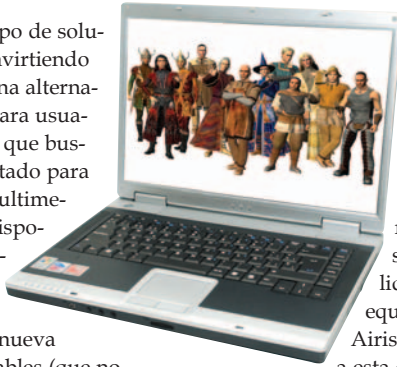 po de solu-
nvirtiendo
na alterna-
ara usua-
que bus-
tado para
ultime-
ispo-
-
nueva
ables (que no
s
lic
equ
Airis
a esta